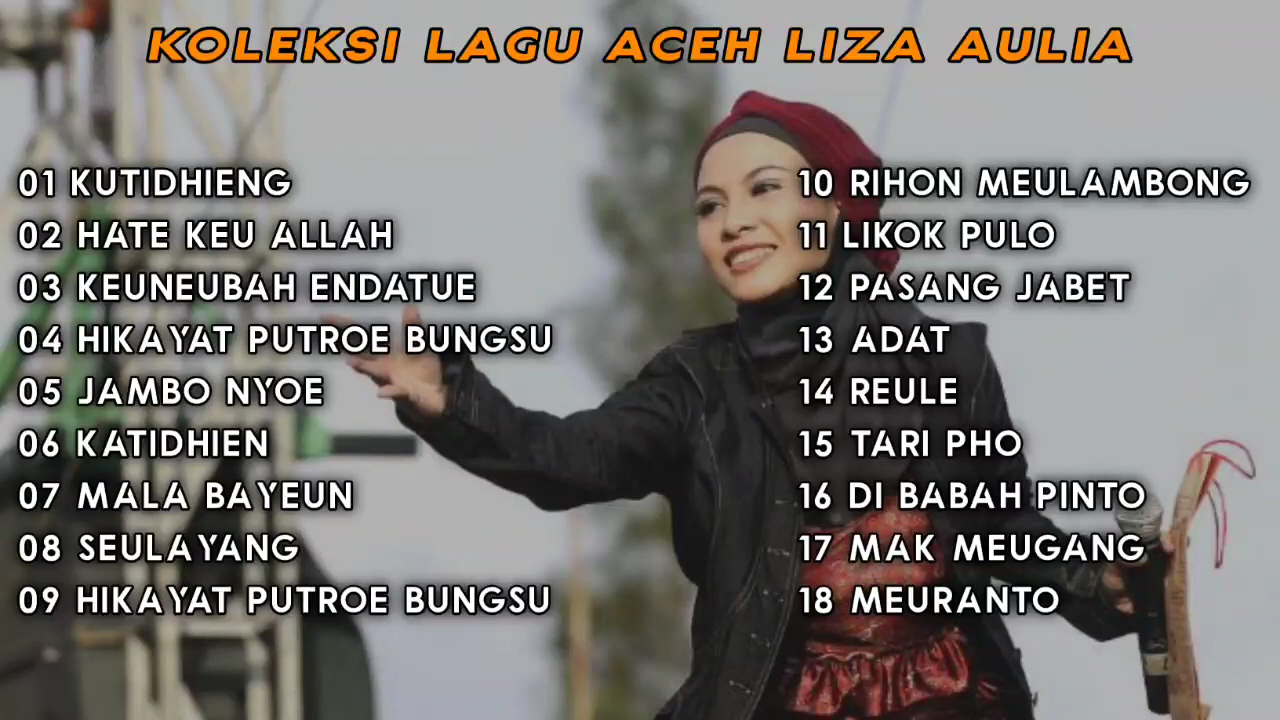 KOLEKSI LAGU ACEH LIZA AULIA
01 KUTIDHIENG
02 HATE KEU ALLAH
03 KEUNEUBAH ENDATUE
04 HIKAYAT PUTROE BUNGSU
05 JAMBO NYOE
06 KATIDHIEN
07 MALA BAYEUN
08 SEULAYANG
09 HIKAYAT PUTROE BUNGSU
10 RIHON MEULAMBONG
11 LIKOK PULO
12 PASANG JABET
13 ADAT
14 REULE
15 TARI PHO
16 DI BABAH PINTO
17 MAK MEUGANG
18 MEURANTO